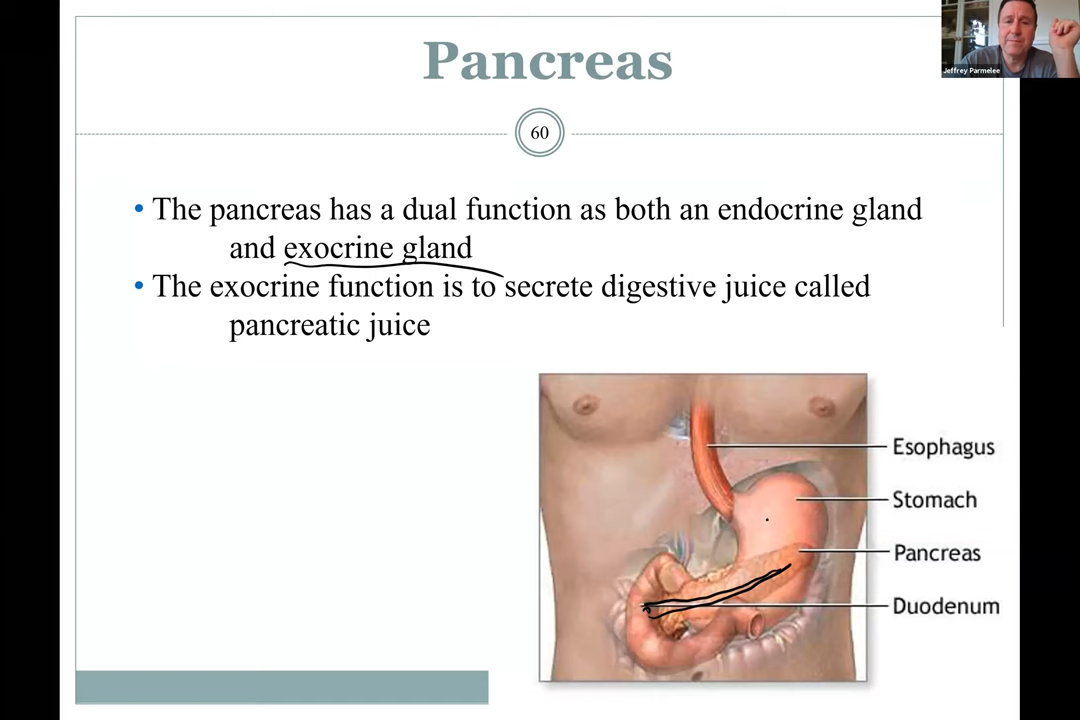 Pancreas
Jeffrey Parmelee
60
• The pancreas has a dual function as both an endocrine gland
and exocrine gland
• The exocrine function is to secrete digestive juice called
pancreatic juice
Esophagus
Stomach
Pancreas
Duodenum